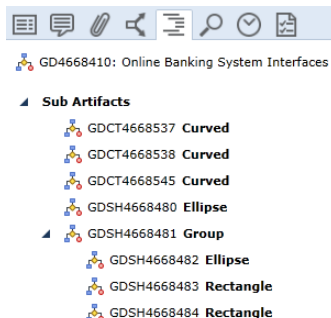 GD4668410: Online Banking System Interfaces
Sub Artifacts
GDCT4668537 Curved
GDCT4668538 Curved
GDCT4668545 Curved
GDSH4668480 Ellipse
GDSH4668481 Group
GDSH4668482 Ellipse
GDSH4668483 Rectangle
GDSH4668484 Rectangle